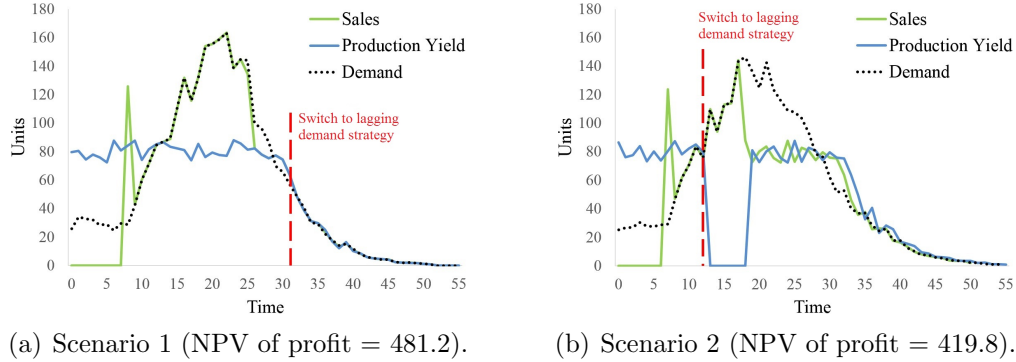 180
160
140
120
100
80
60
40
20
0
Units
0 5 10 15 20 25 30 35 40 45 50 55
Time
Sales
Production Yield
Demand
Switch to lagging
demand strategy
(a) Scenario 1 (NPV of profit = 481.2).
180
160
140
120
100
80
60
40
20
0
Units
0 5 10 15 20 25 30 35 40 45 50 55
Time
Switch to lagging
demand strategy
Sales
Production Yield
Demand
(b) Scenario 2 (NPV of profit = 419.8).